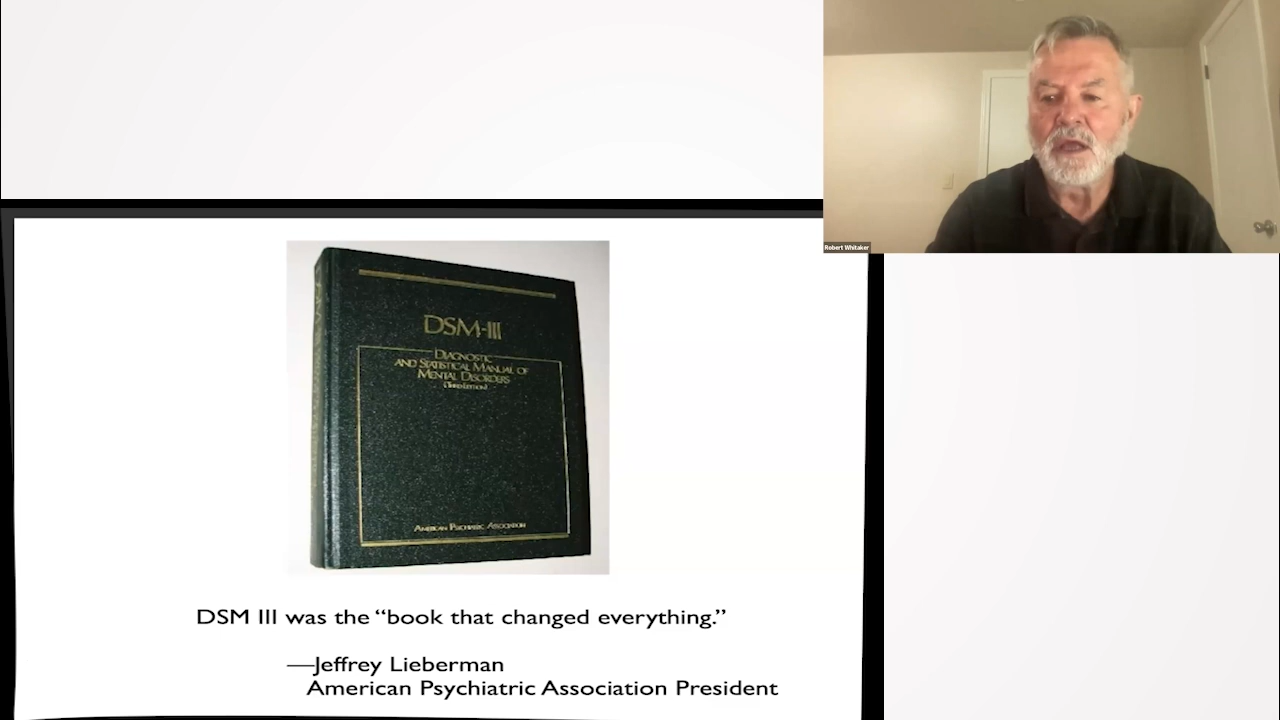 Robert Whitaker
DSM-III
DIAGNOSTIC
AND STATISTICAL MANUAL OF
MENTAL DISORDERS
(THIRD EDITION)
AMERICAN PSYCHIATRIC ASSOCIATION
DSM III was the “book that changed everything.”
—Jeffrey Lieberman
American Psychiatric Association President